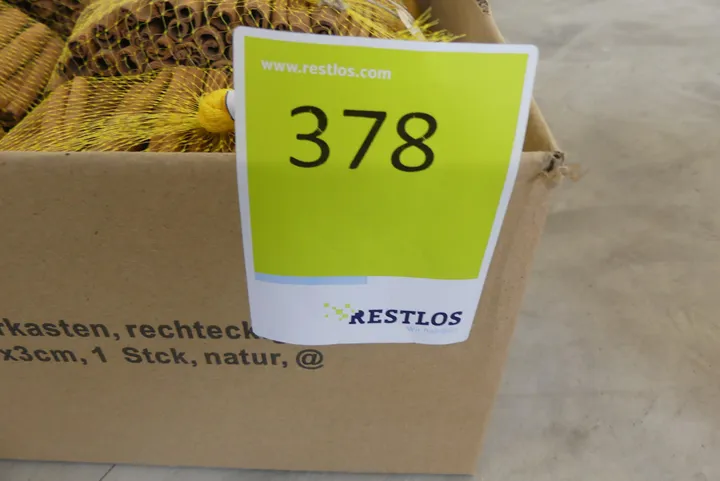 www.restlos.com
378
RESTLOS
rkasten, rechteck
x3cm, 1 Stck, natur, @